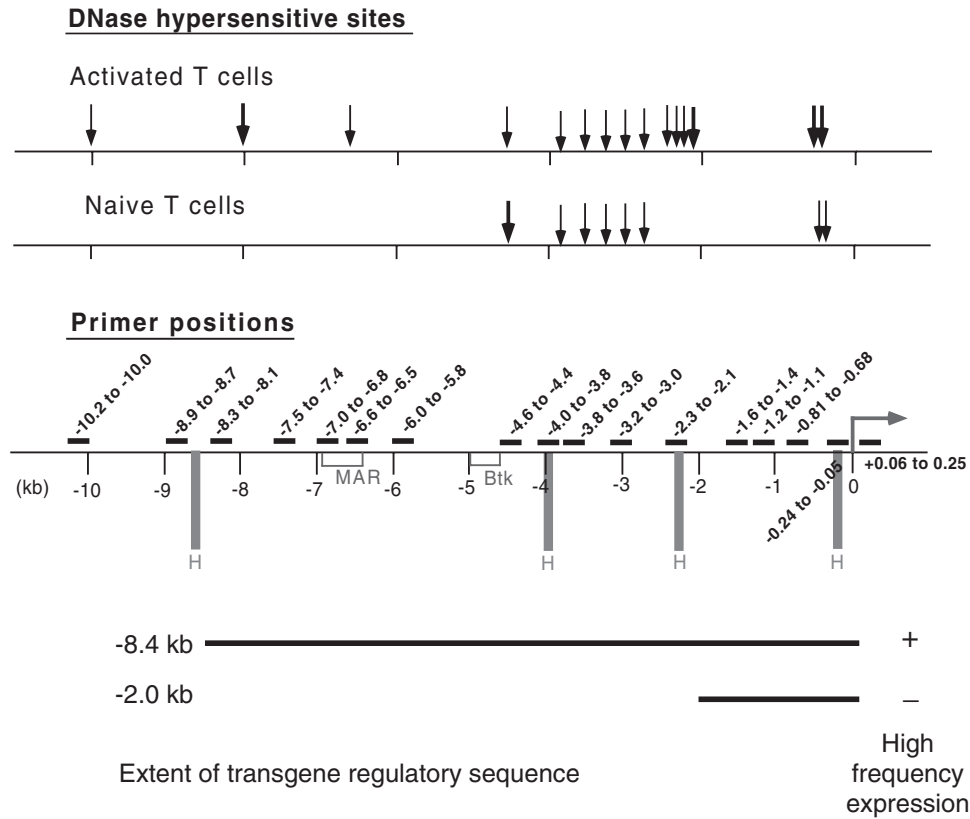 DNase hypersensitive sites
Activated T cells
Naive T cells
Primer positions
-10.2 to -10.0
-8.9 to -8.7
-8.3 to -8.1
-7.5 to -7.4
-7.0 to -6.8
-6.6 to -6.5
-6.0 to -5.8
-4.6 to -4.4
-4.0 to -3.8
-3.8 to -3.6
-3.2 to -3.0
-2.3 to -2.1
-1.6 to -1.4
-1.2 to -1.1
-0.81 to -0.68
-0.24 to -0.05
+0.06 to 0.25
MAR
Btk
(kb) -10 -9 -8 -7 -6 -5 -4 -3 -2 -1 0
H H H H
-8.4 kb +
-2.0 kb –
Extent of transgene regulatory sequence
High
frequency
expression